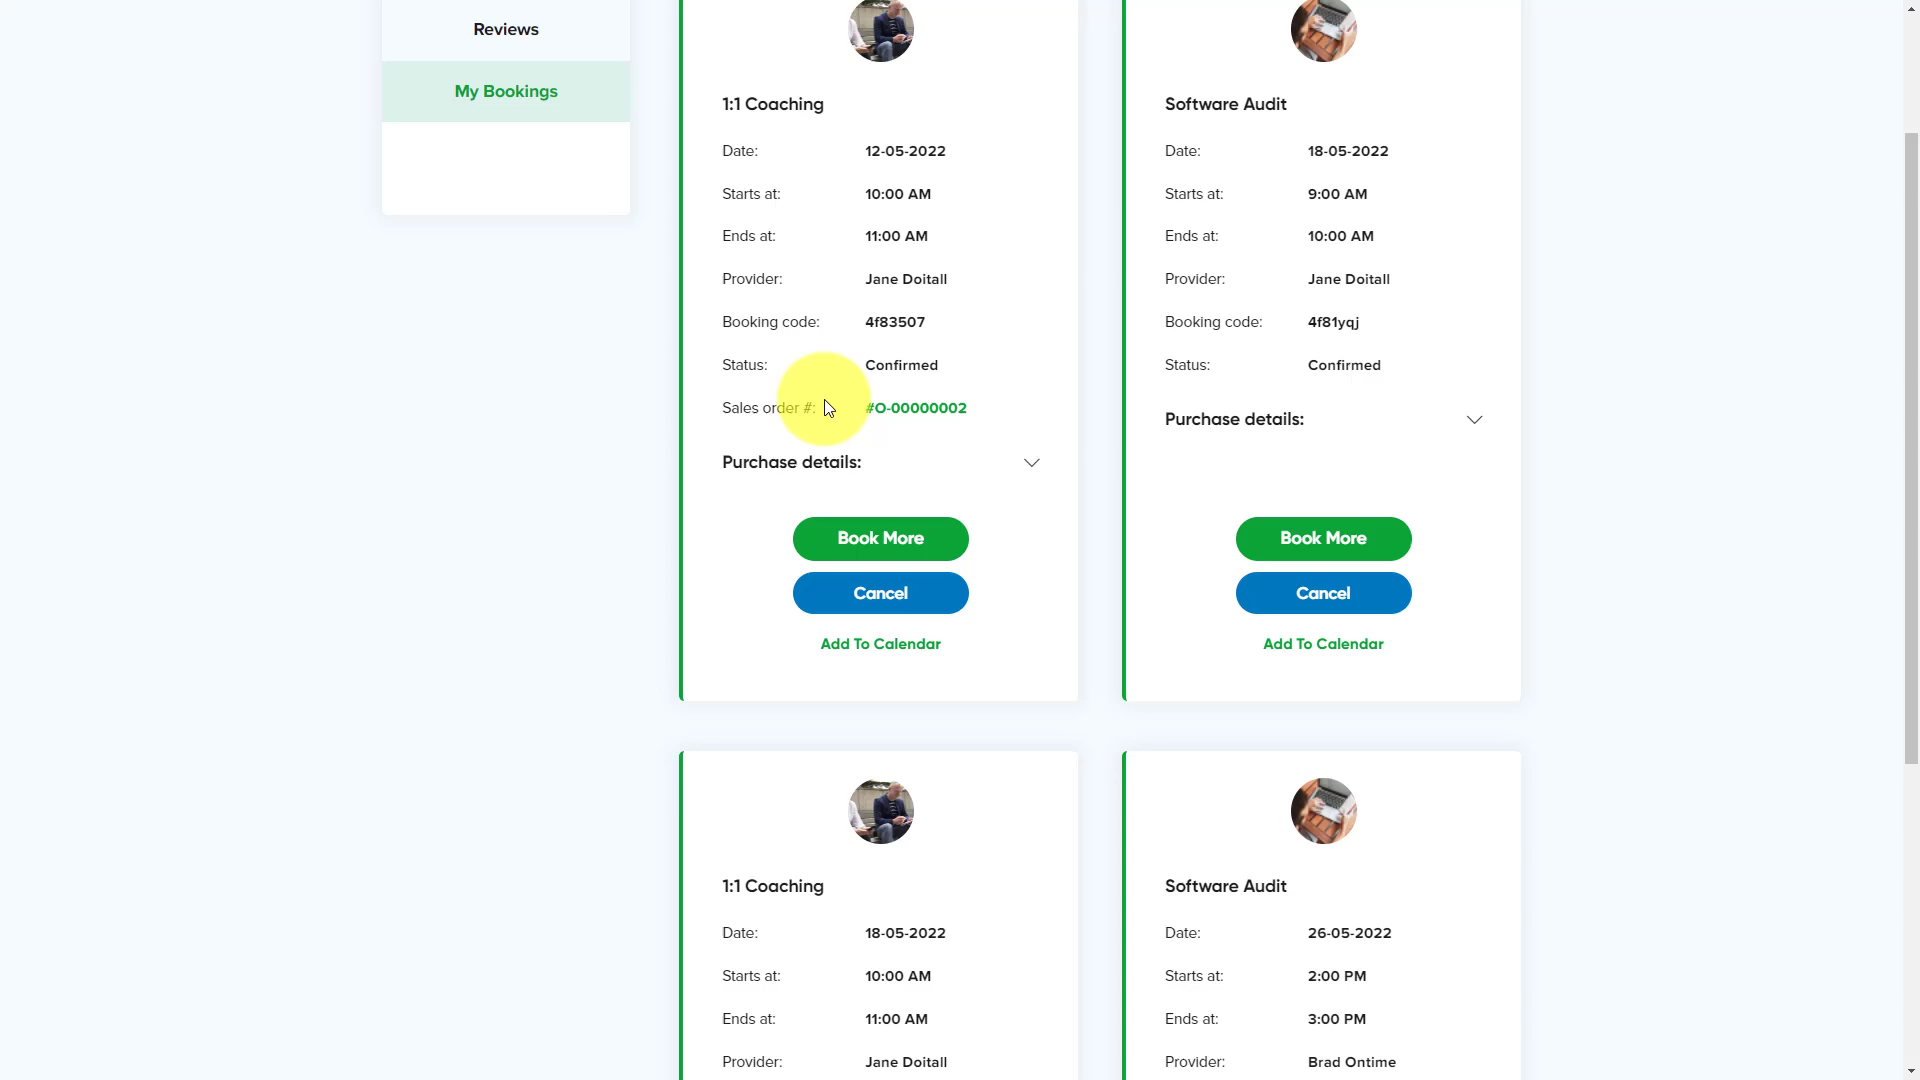 Reviews
My Bookings
1:1 Coaching
Date: 12-05-2022
Starts at: 10:00 AM
Ends at: 11:00 AM
Provider: Jane Doitall
Booking code: 4f83507
Status: Confirmed
Sales order #: #O-00000002
Purchase details:
Book More
Cancel
Add To Calendar
Software Audit
Date: 18-05-2022
Starts at: 9:00 AM
Ends at: 10:00 AM
Provider: Jane Doitall
Booking code: 4f81yqj
Status: Confirmed
Purchase details:
Book More
Cancel
Add To Calendar
1:1 Coaching
Date: 18-05-2022
Starts at: 10:00 AM
Ends at: 11:00 AM
Provider: Jane Doitall
Software Audit
Date: 26-05-2022
Starts at: 2:00 PM
Ends at: 3:00 PM
Provider: Brad Ontime